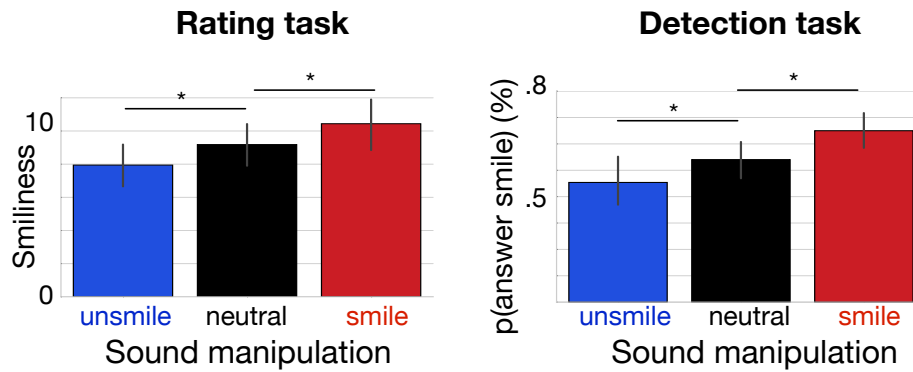 Rating task
Smiliness
10
0
*
*
unsmile neutral smile
Sound manipulation
Detection task
p(answer smile) (%)
.8
.5
*
*
unsmile neutral smile
Sound manipulation